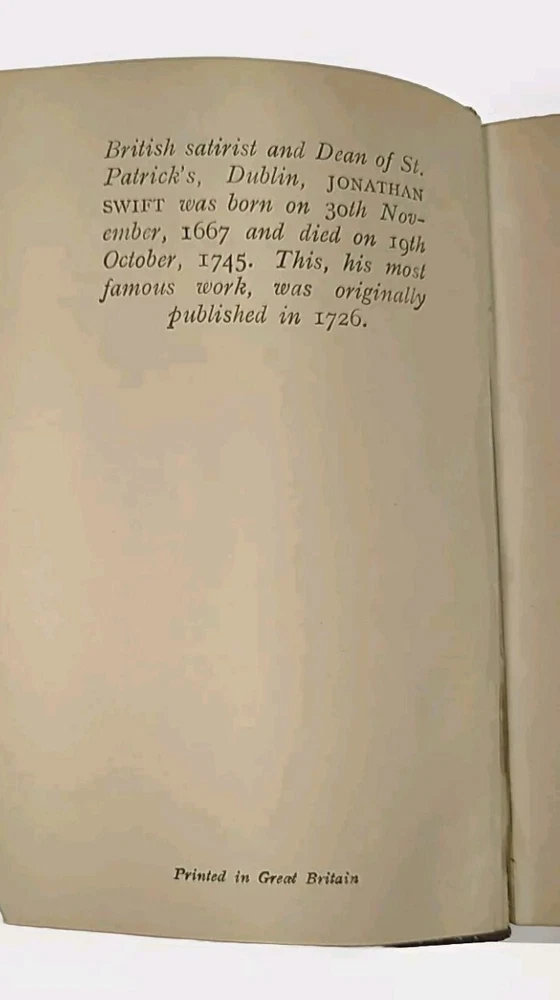 British satirist and Dean of St.
Patrick's, Dublin, JONATHAN
SWIFT was born on 30th Nov-
ember, 1667 and died on 19th
October, 1745. This, his most
famous work, was originally
published in 1726.
Printed in Great Britain